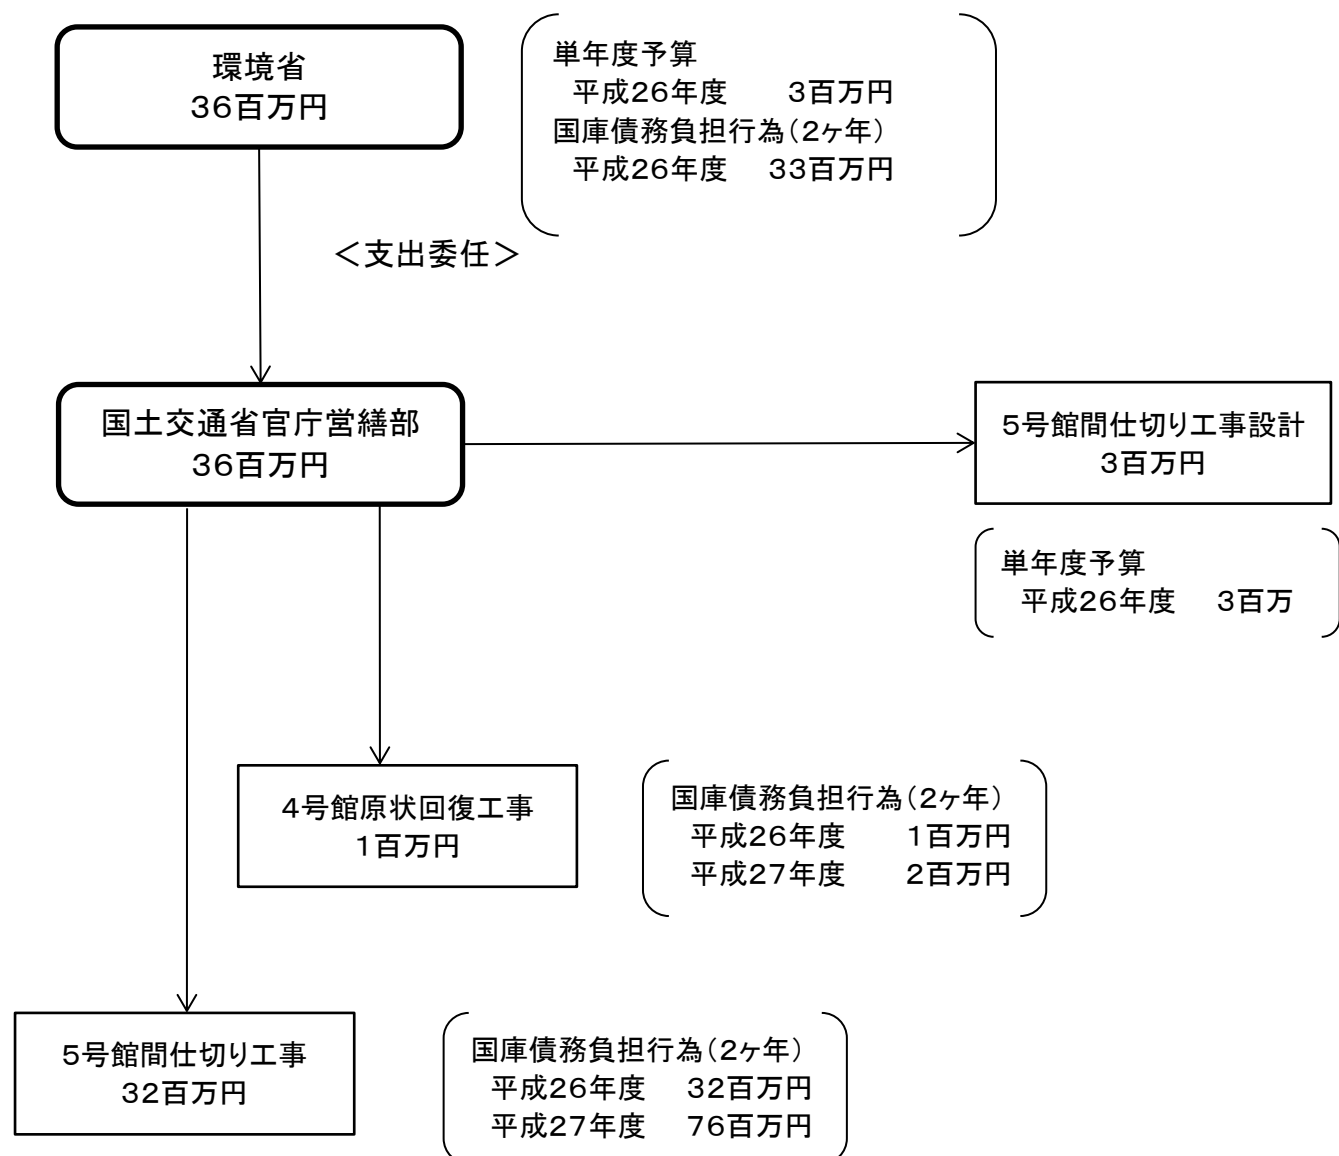 環境省
36百万円
単年度予算
平成26年度 3百万円
国庫債務負担行為(2ヶ年)
平成26年度 33百万円
＜支出委任＞
国土交通省官庁営繕部
36百万円
5号館間仕切り工事設計
3百万円
単年度予算
平成26年度 3百万
4号館原状回復工事
1百万円
国庫債務負担行為(2ヶ年)
平成26年度 1百万円
平成27年度 2百万円
5号館間仕切り工事
32百万円
国庫債務負担行為(2ヶ年)
平成26年度 32百万円
平成27年度 76百万円